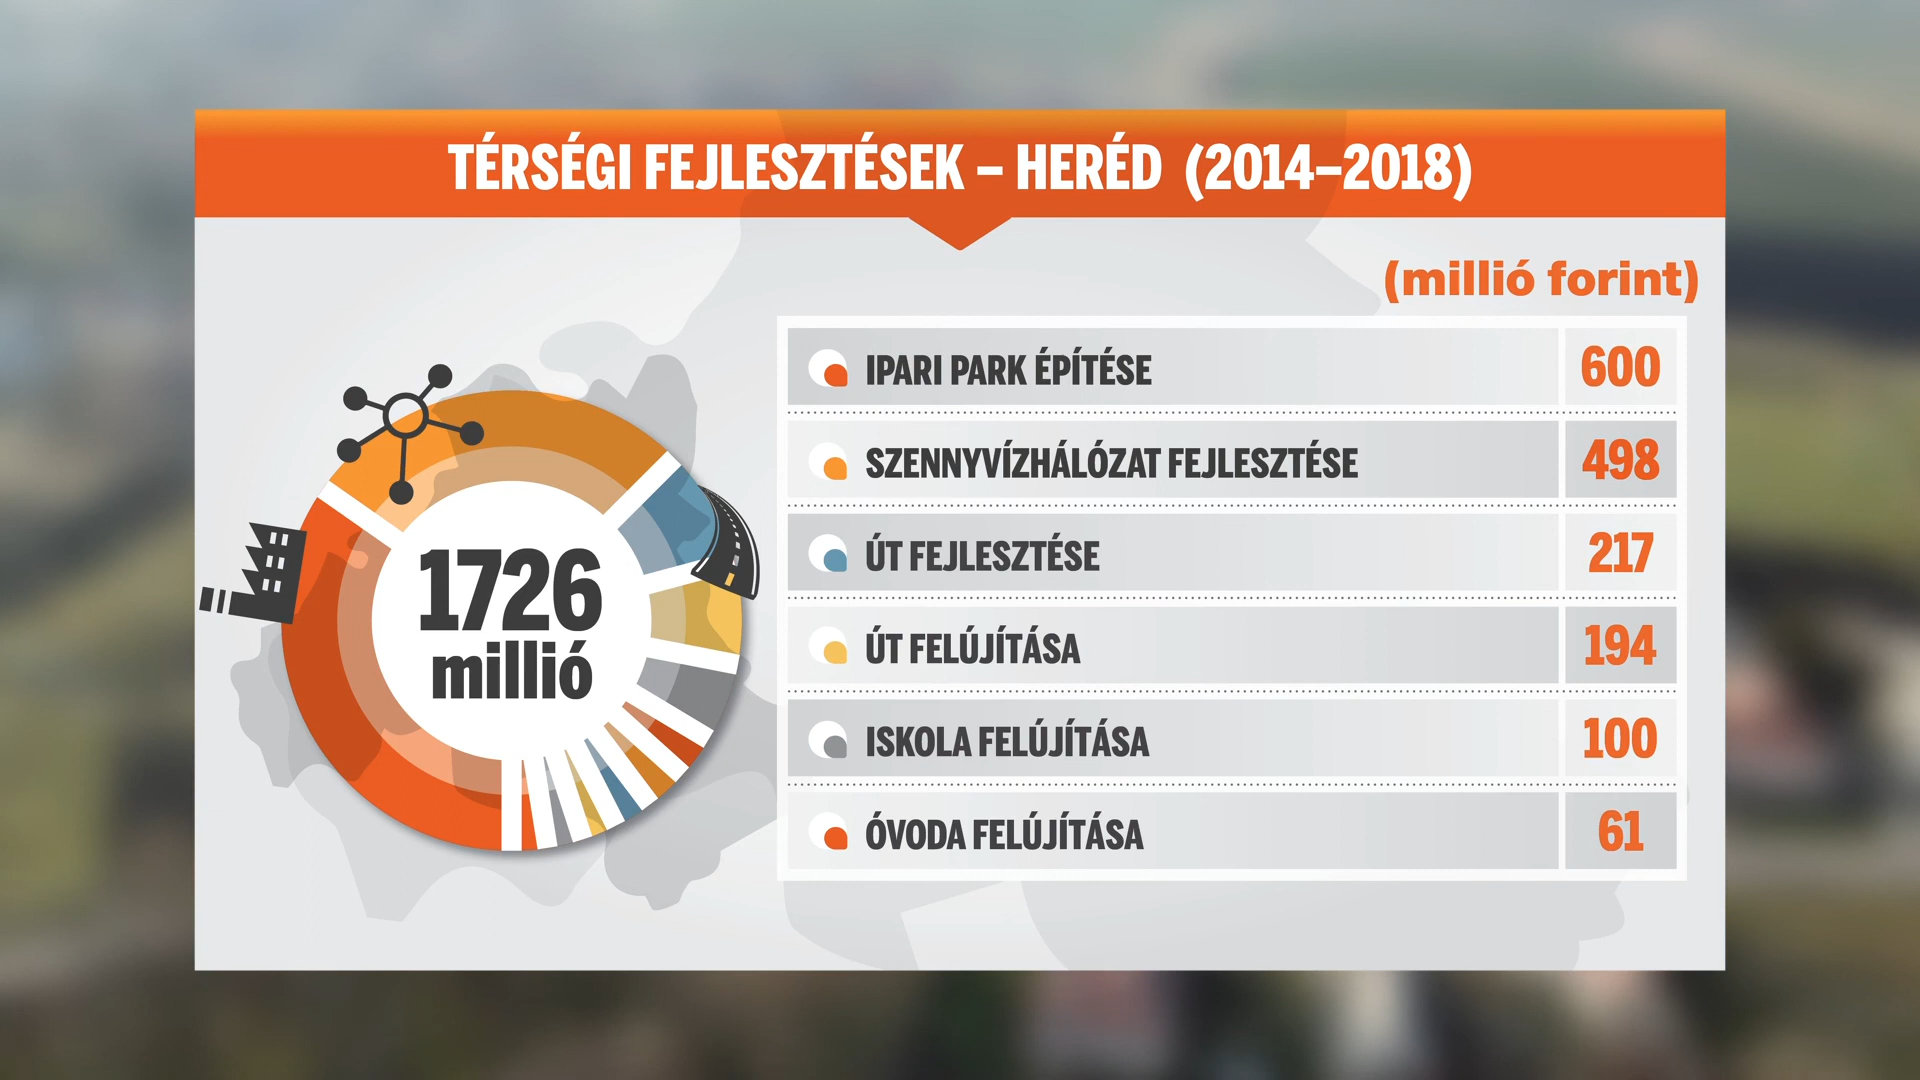 TÉRSÉGI FEJLESZTÉSEK – HERÉD (2014–2018)
(millió forint)
1726
millió
IPARI PARK ÉPÍTÉSE 600
SZENNYVÍZHÁLÓZAT FEJLESZTÉSE 498
ÚT FEJLESZTÉSE 217
ÚT FELÚJÍTÁSA 194
ISKOLA FELÚJÍTÁSA 100
ÓVODA FELÚJÍTÁSA 61